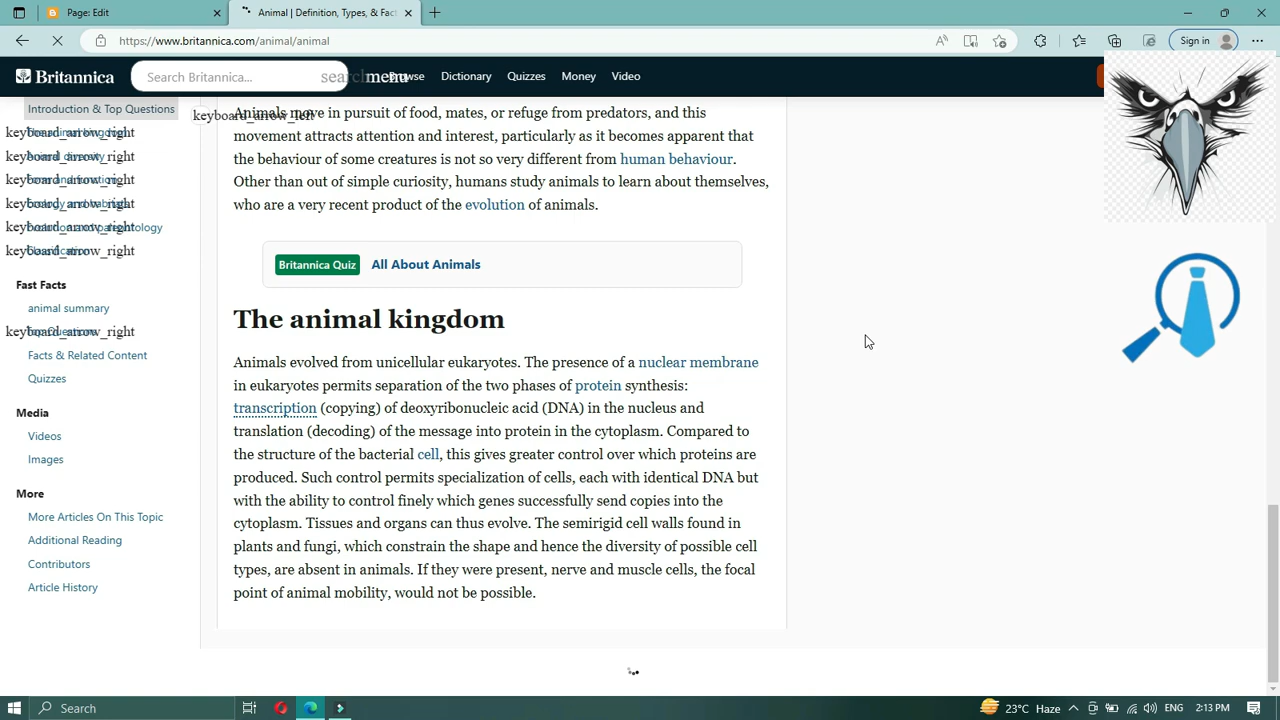 Page: Edit
Animal | Definition, Types, & Fact
https://www.britannica.com/animal/animal
Sign in
Britannica
Search Britannica...
search
menu
Browse
Dictionary
Quizzes
Money
Video
Introduction & Top Questions
keyboard_arrow_left
keyboard_arrow_right
keyboard_arrow_right
keyboard_arrow_right
keyboard_arrow_right
keyboard_arrow_right
keyboard_arrow_right
Fast Facts
animal summary
keyboard_arrow_right
Facts & Related Content
Quizzes
Media
Videos
Images
More
More Articles On This Topic
Additional Reading
Contributors
Article History
Animals move in pursuit of food, mates, or refuge from predators, and this
movement attracts attention and interest, particularly as it becomes apparent that
the behaviour of some creatures is not so very different from human behaviour.
Other than out of simple curiosity, humans study animals to learn about themselves,
who are a very recent product of the evolution of animals.
Britannica Quiz
All About Animals
The animal kingdom
Animals evolved from unicellular eukaryotes. The presence of a nuclear membrane
in eukaryotes permits separation of the two phases of protein synthesis:
transcription (copying) of deoxyribonucleic acid (DNA) in the nucleus and
translation (decoding) of the message into protein in the cytoplasm. Compared to
the structure of the bacterial cell, this gives greater control over which proteins are
produced. Such control permits specialization of cells, each with identical DNA but
with the ability to control finely which genes successfully send copies into the
cytoplasm. Tissues and organs can thus evolve. The semirigid cell walls found in
plants and fungi, which constrain the shape and hence the diversity of possible cell
types, are absent in animals. If they were present, nerve and muscle cells, the focal
point of animal mobility, would not be possible.
Search
23°C Haze
ENG
2:13 PM